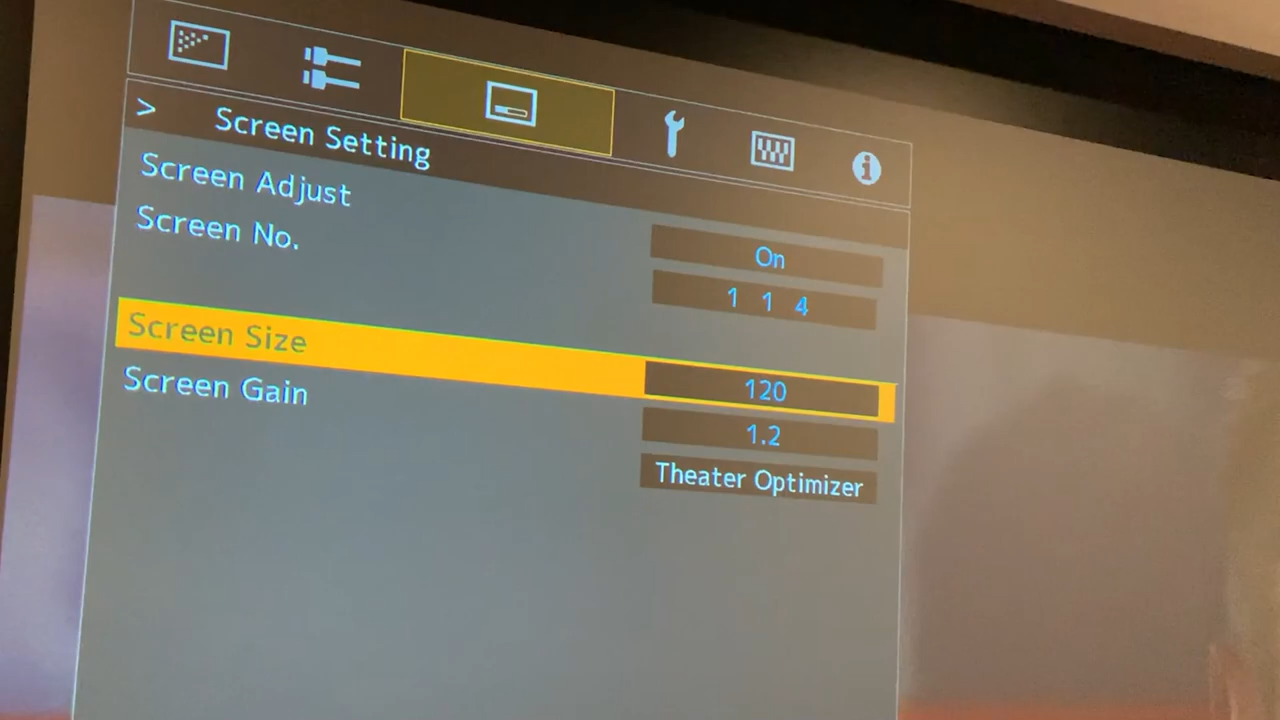 > Screen Setting
Screen Adjust On
Screen No. 1 1 4
Screen Size 120
Screen Gain 1.2
Theater Optimizer